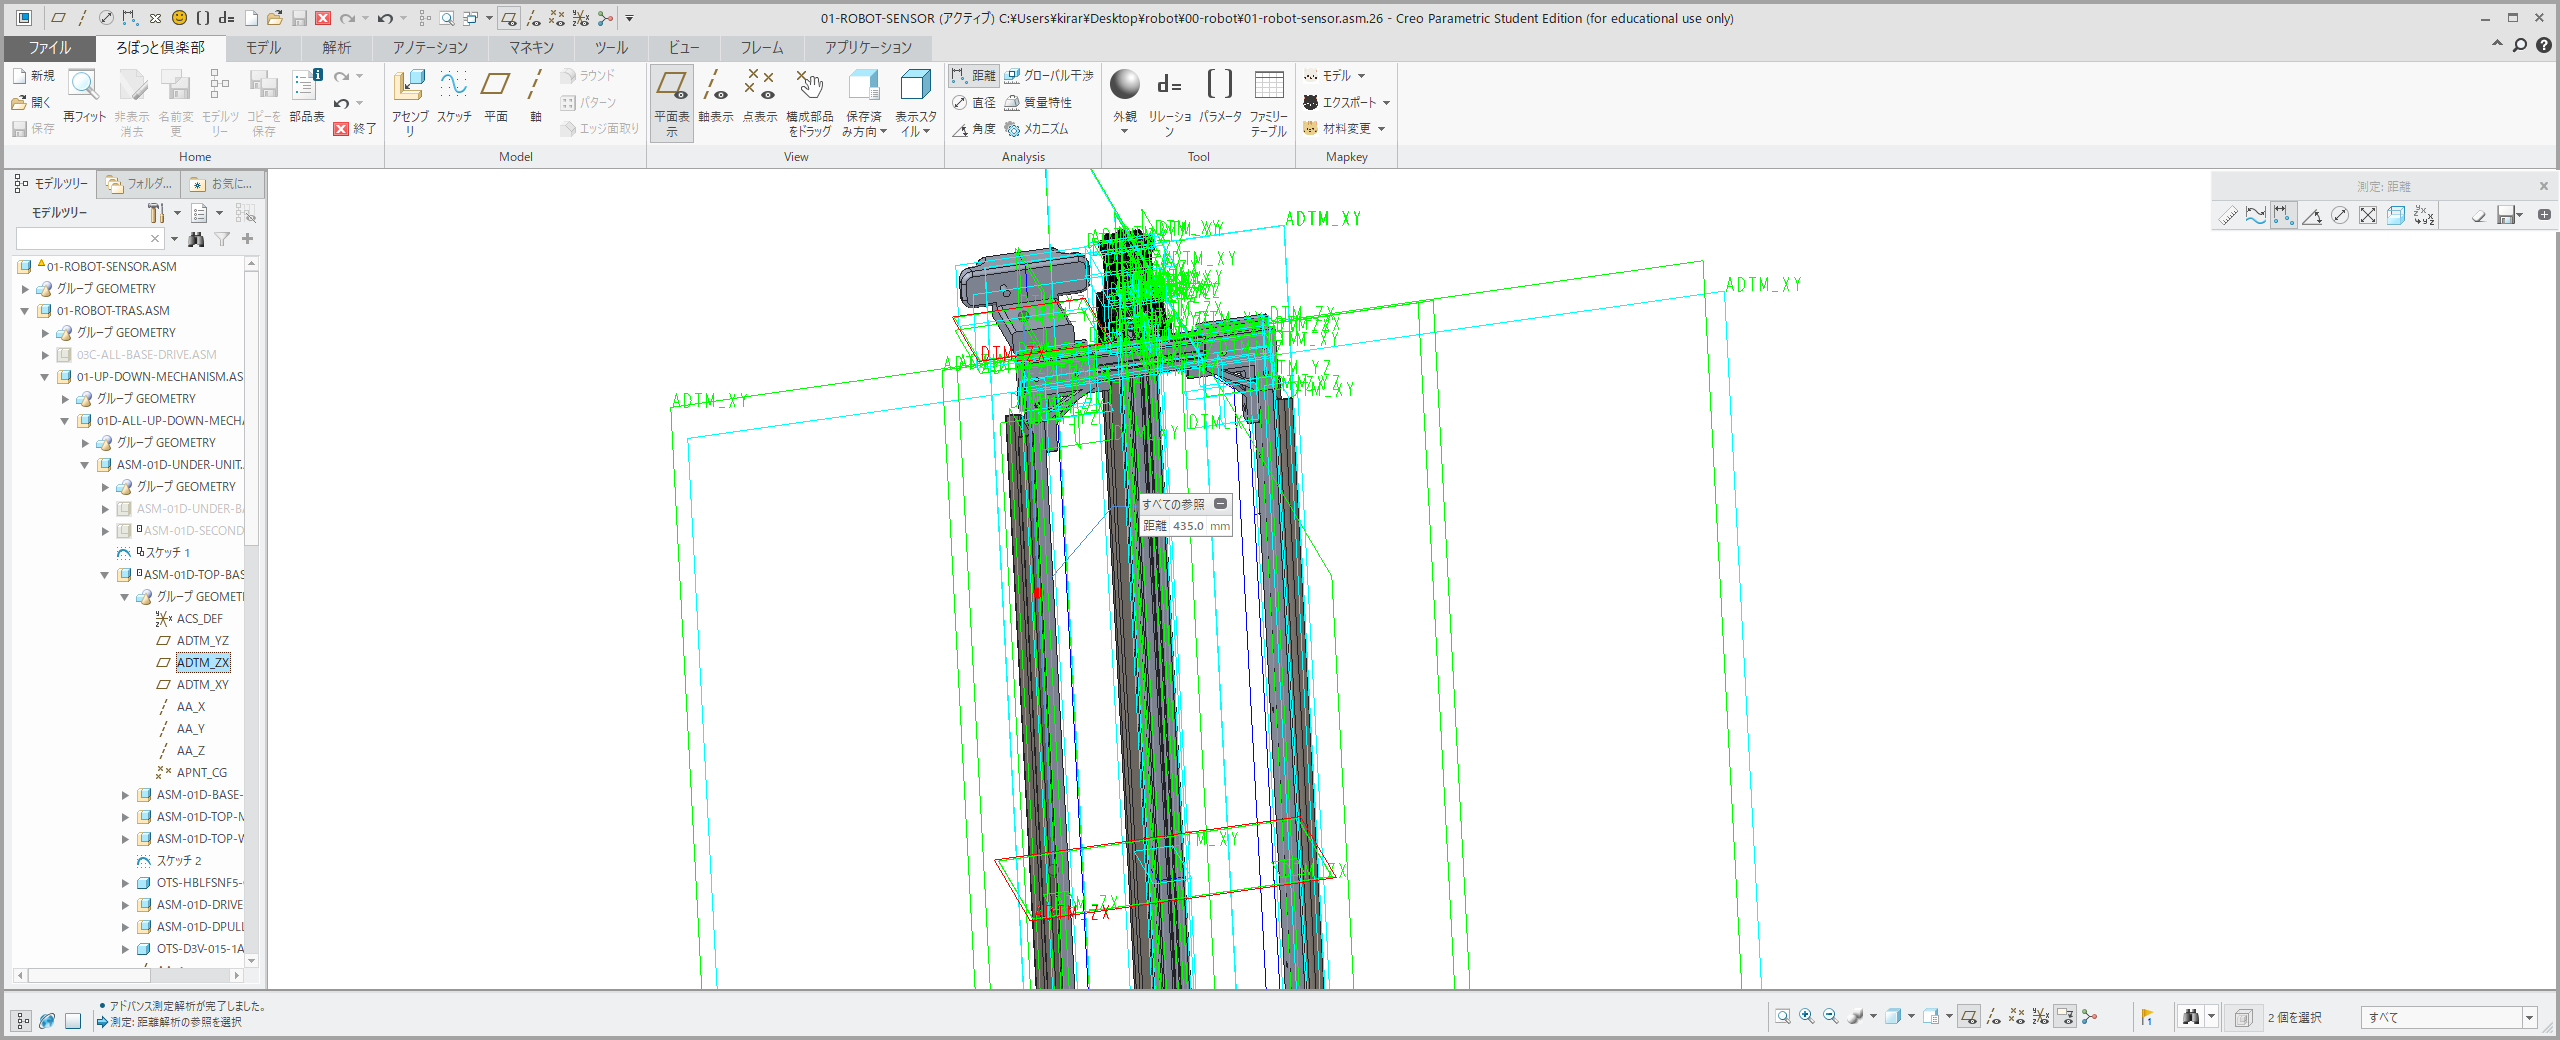 01-ROBOT-SENSOR (アクティブ) C:¥Users¥kirar¥Desktop¥robot¥00-robot¥01-robot-sensor.asm.26 - Creo Parametric Student Edition (for educational use only)
ファイル ろぼっと倶楽部 モデル 解析 アノテーション マネキン ツール ビュー フレーム アプリケーション
新規
開く
保存
再フィット
非表示
消去
名前変
更
モデルツ
リー
コピーを
保存
部品表
終了
アセンブ
リ
スケッチ
平面
軸
ラウンド
パターン
エッジ面取り
平面表
示
軸表示
点表示
構成部品
をドラッグ
保存済
み方向
表示スタ
イル
距離
直径
角度
グローバル干渉
質量特性
メカニズム
外観
d=
リレーショ
ン
パラメータ
ファミリー
テーブル
モデル
エクスポート
材料変更
Home Model View Analysis Tool Mapkey
モデルツリー フォルダ... お気に...
モデルツリー
01-ROBOT-SENSOR.ASM
グループ GEOMETRY
01-ROBOT-TRAS.ASM
グループ GEOMETRY
03C-ALL-BASE-DRIVE.ASM
01-UP-DOWN-MECHANISM.AS
グループ GEOMETRY
01D-ALL-UP-DOWN-MECHA
グループ GEOMETRY
ASM-01D-UNDER-UNIT.
グループ GEOMETRY
ASM-01D-UNDER-BA
ASM-01D-SECOND
スケッチ 1
ASM-01D-TOP-BAS
グループ GEOMETI
ACS_DEF
ADTM_YZ
ADTM_ZX
ADTM_XY
AA_X
AA_Y
AA_Z
APNT_CG
ASM-01D-BASE-
ASM-01D-TOP-M
ASM-01D-TOP-W
スケッチ 2
OTS-HBLFSNF5-
ASM-01D-DRIVE
ASM-01D-DPULL
OTS-D3V-015-1A
測定: 距離
ADTM_XY
ADTM_XY
ADTM_XY
すべての参照
距離 435.0 mm
M_XY
ADTM_ZX
アドバンス測定解析が完了しました。
測定: 距離解析の参照を選択
2 個を選択
すべて